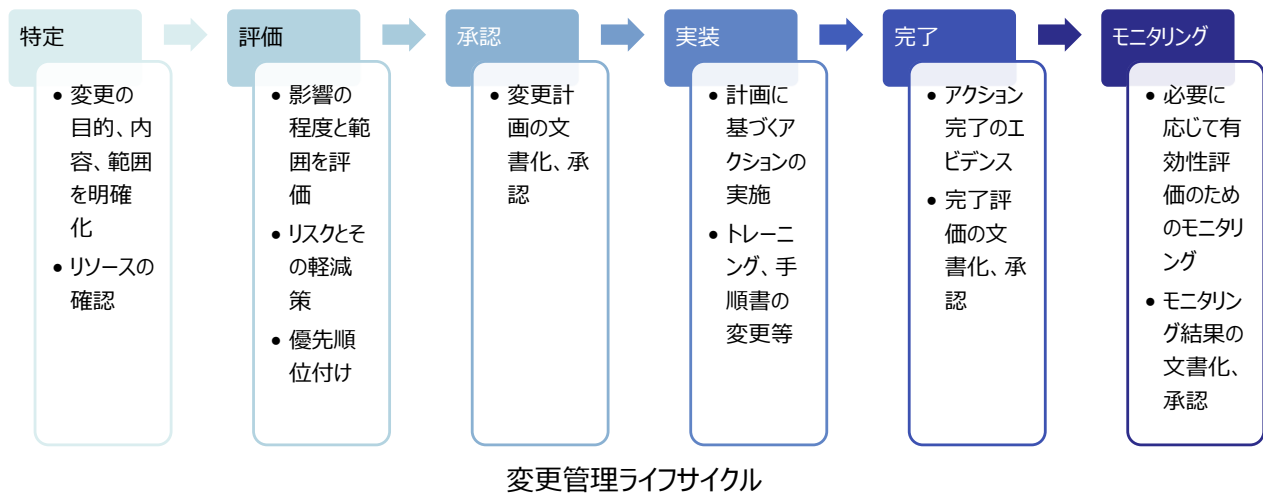 特定
変更の
目的、内
容、範囲
を明確
化
リソースの
確認
評価
影響の
程度と範
囲を評
価
リスクとそ
の軽減
策
優先順
位付け
承認
変更計
画の文
書化、承
認
実装
計画に
基づくア
クションの
実施
トレーニ
ング、手
順書の
変更等
完了
アクション
完了のエ
ビデンス
完了評
価の文
書化、承
認
モニタリング
必要に
応じて有
効性評
価のため
のモニタリ
ング
モニタリン
グ結果の
文書化、
承認
変更管理ライフサイクル